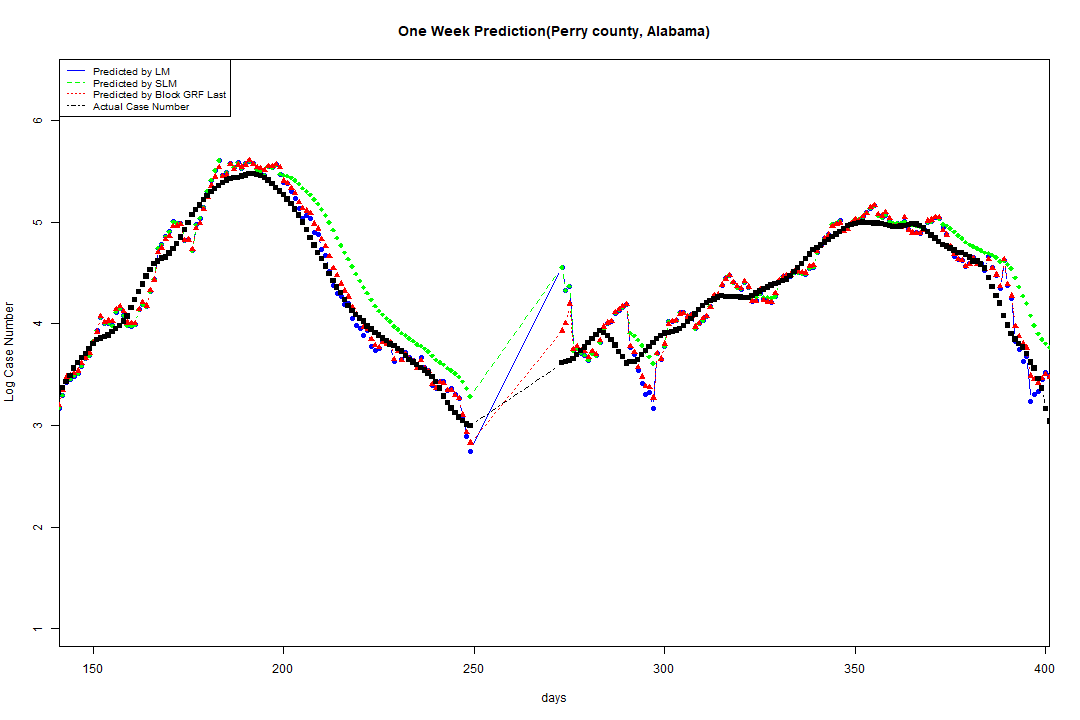 One Week Prediction(Perry county, Alabama)
Predicted by LM
Predicted by SLM
Predicted by Block GRF Last
Actual Case Number
6
5
4
3
2
1
Log Case Number
150
200
250
300
350
400
days